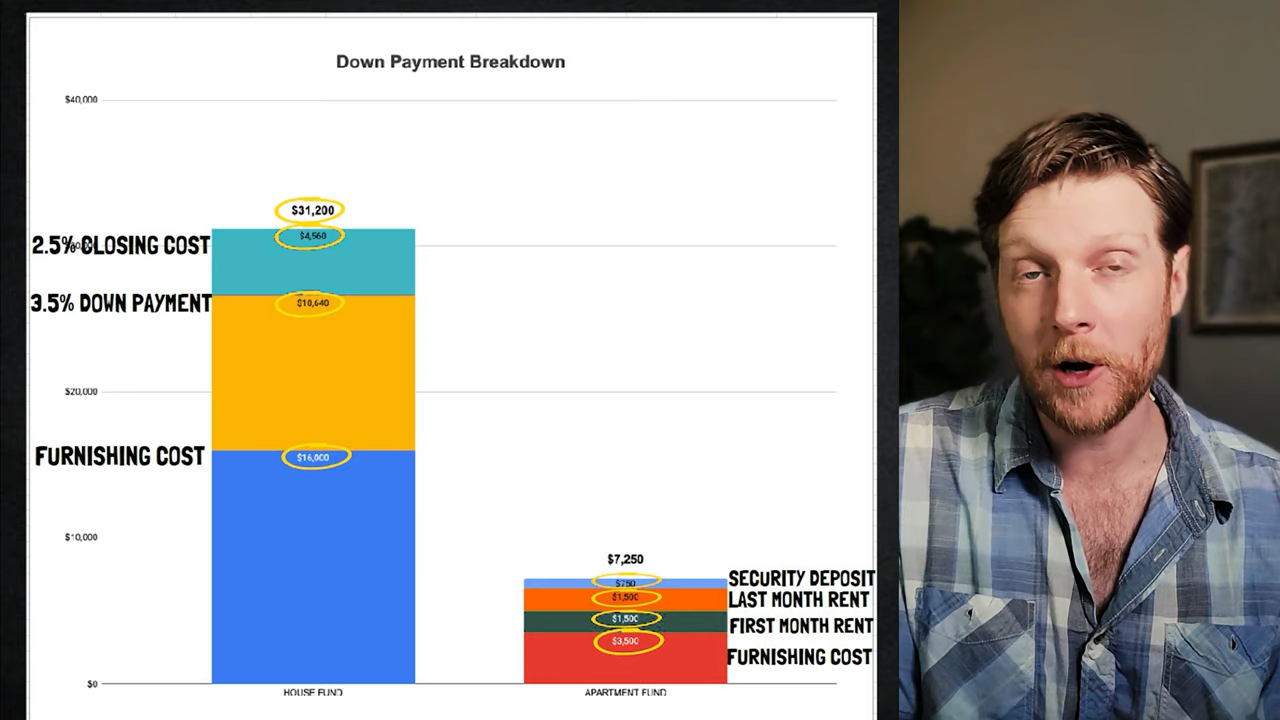 Down Payment Breakdown
$40,000
$31,200
$4,560
2.5% CLOSING COST
$10,640
3.5% DOWN PAYMENT
$20,000
$16,000
FURNISHING COST
$10,000
$7,250
$750
SECURITY DEPOSIT
$1,500
LAST MONTH RENT
$1,500
FIRST MONTH RENT
$3,500
FURNISHING COST
$0
HOUSE FUND
APARTMENT FUND